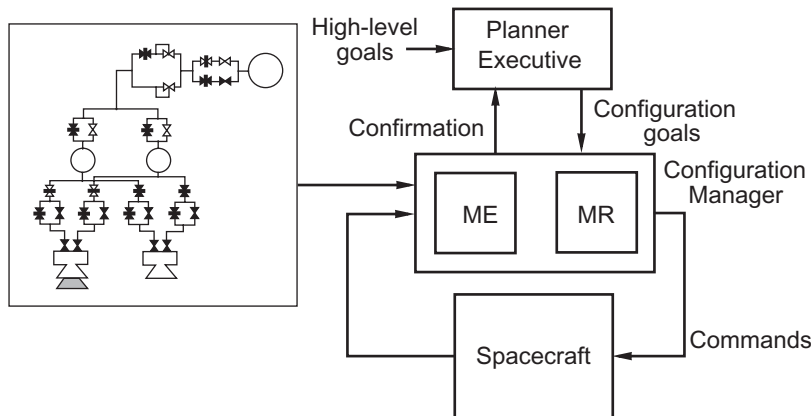 High-level
goals
Planner
Executive
Confirmation
Configuration
goals
Configuration
Manager
ME
MR
Spacecraft
Commands